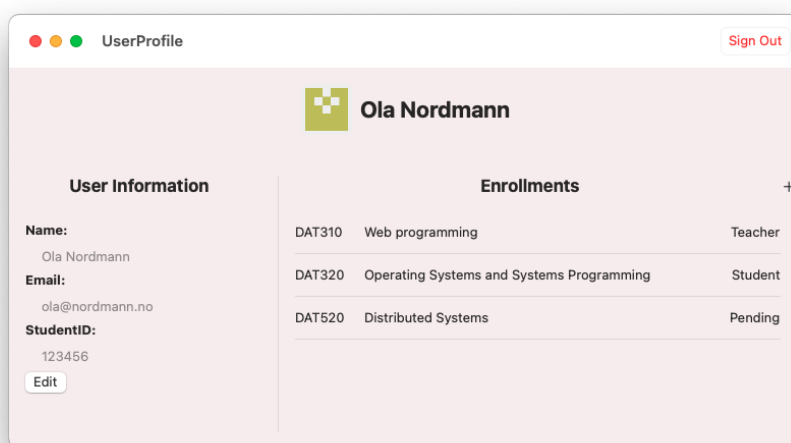 UserProfile
Sign Out
Ola Nordmann
User Information
Name:
Ola Nordmann
Email:
ola@nordmann.no
StudentID:
123456
Edit
Enrollments
+
DAT310 Web programming Teacher
DAT320 Operating Systems and Systems Programming Student
DAT520 Distributed Systems Pending